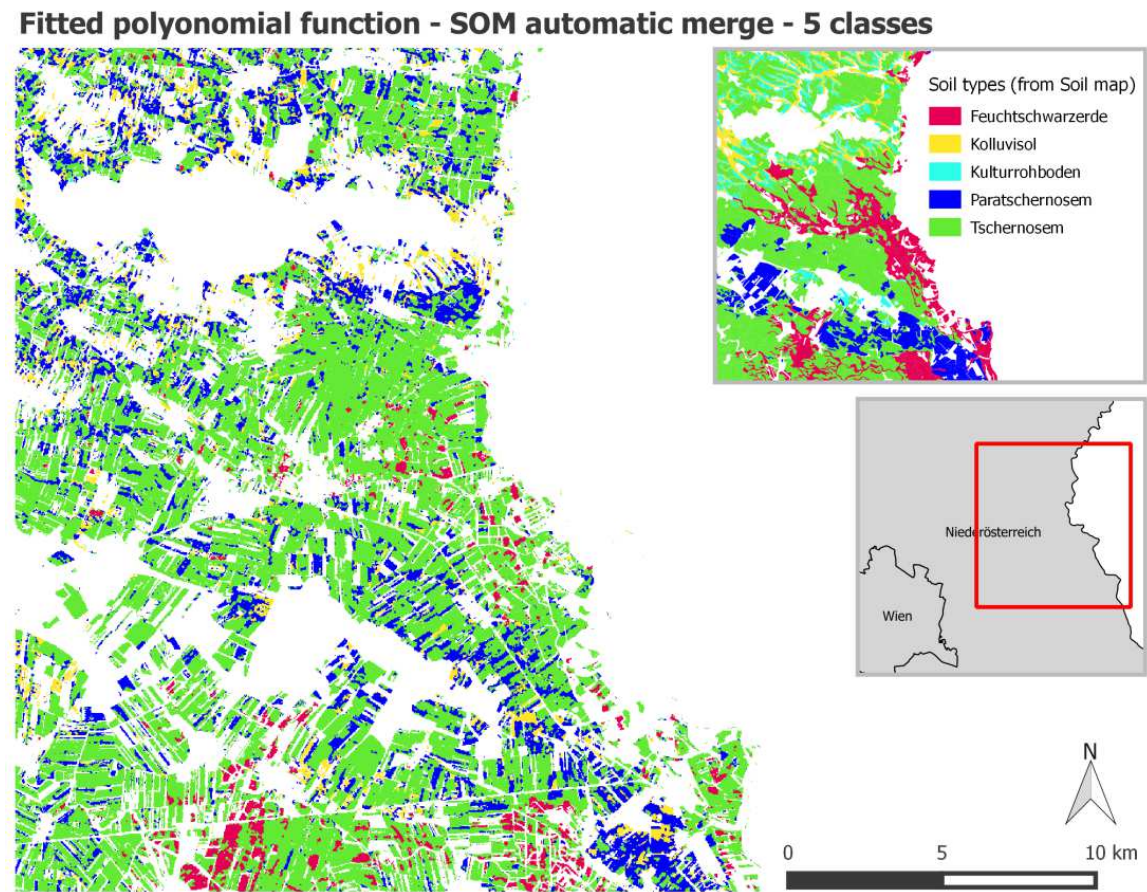 Fitted polyonomial function - SOM automatic merge - 5 classes
Soil types (from Soil map)
Feuchtschwarzerde
Kolluvisol
Kulturrohboden
Paratschernosem
Tschernosem
Niederösterreich
Wien
N
0 5 10 km